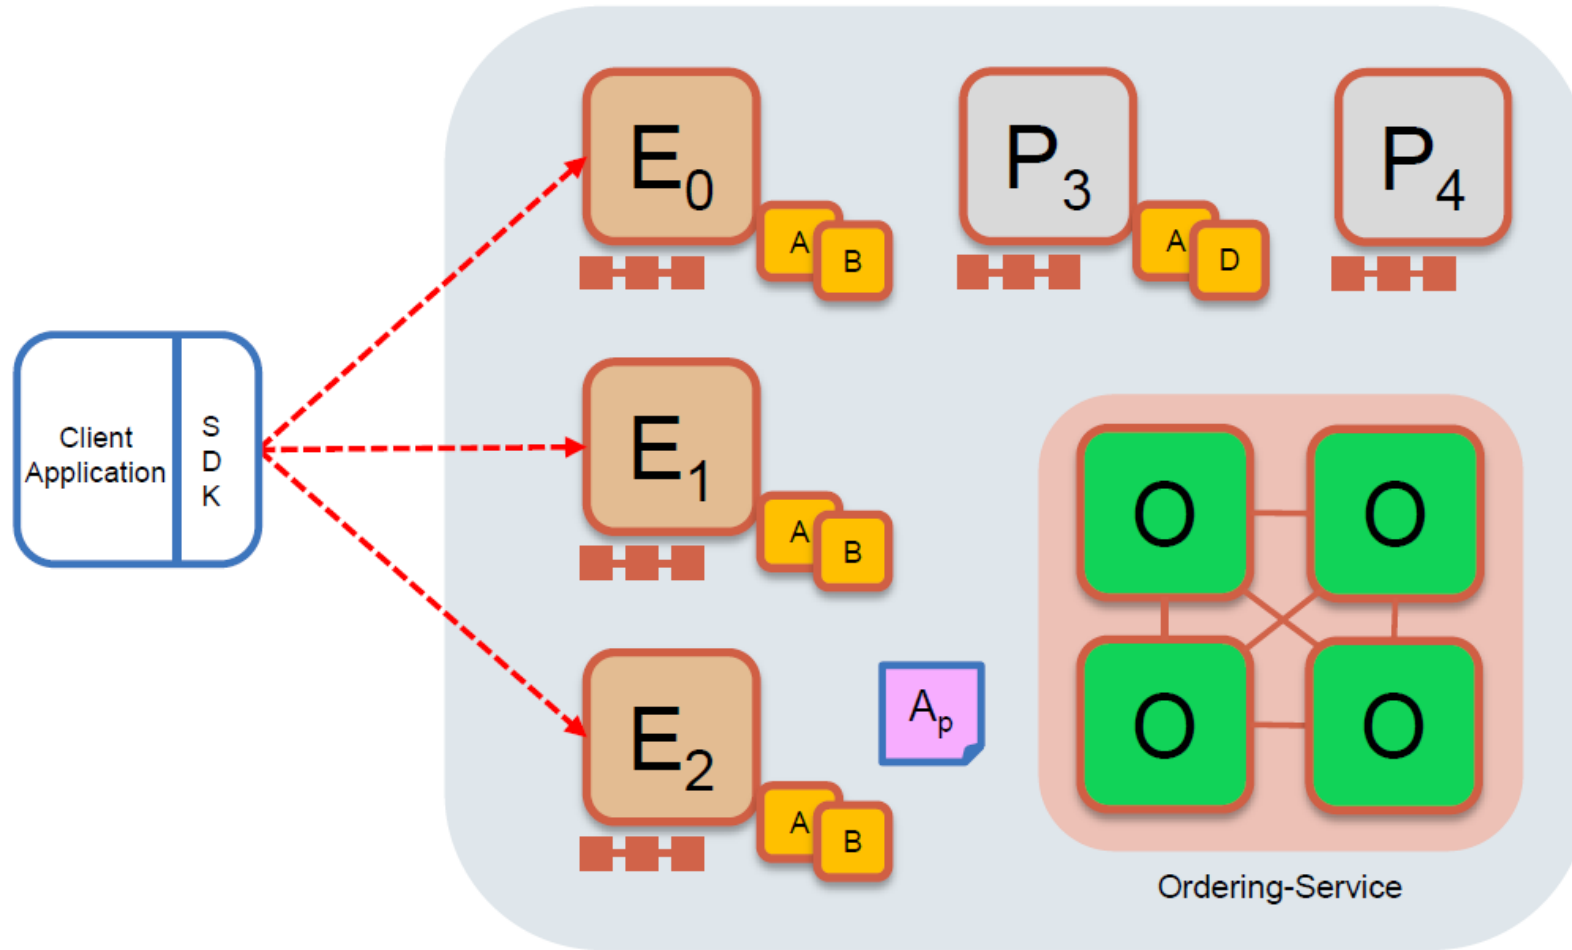 Client
Application
S
D
K
E0
A
B
P3
A
D
P4
E1
A
B
E2
A
B
Ap
O
O
O
O
Ordering-Service